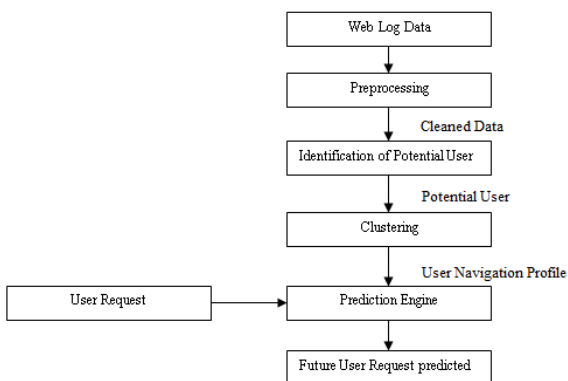 Web Log Data
Preprocessing
Cleaned Data
Identification of Potential User
Potential User
Clustering
User Navigation Profile
User Request
Prediction Engine
Future User Request predicted